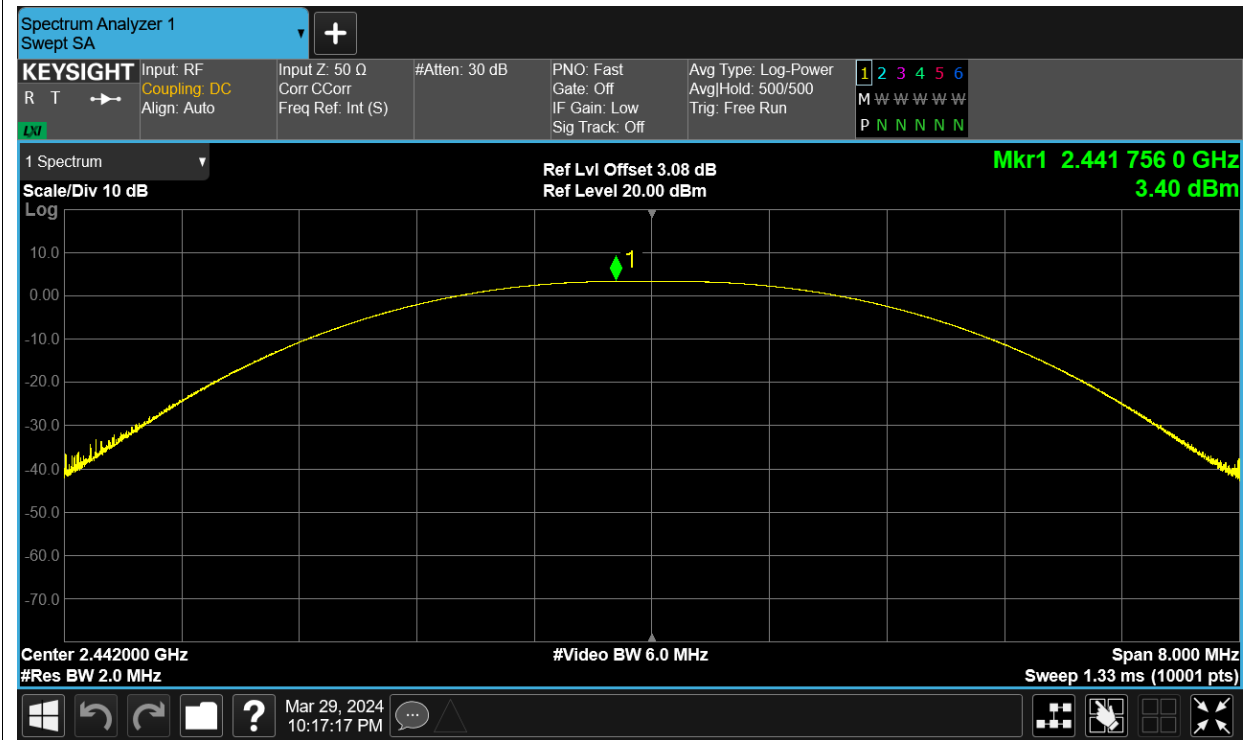 Spectrum Analyzer 1
Swept SA
KEYSIGHT
R T
LXI
Input: RF
Coupling: DC
Align: Auto
Input Z: 50 Ω
Corr CCorr
Freq Ref: Int (S)
#Atten: 30 dB
PNO: Fast
Gate: Off
IF Gain: Low
Sig Track: Off
Avg Type: Log-Power
Avg|Hold: 500/500
Trig: Free Run
1 2 3 4 5 6
M W W W W W
P N N N N N
1 Spectrum
Scale/Div 10 dB
Log
Ref Lvl Offset 3.08 dB
Ref Level 20.00 dBm
Mkr1 2.441 756 0 GHz
3.40 dBm
1
10.0
0.00
-10.0
-20.0
-30.0
-40.0
-50.0
-60.0
-70.0
Center 2.442000 GHz
#Res BW 2.0 MHz
#Video BW 6.0 MHz
Span 8.000 MHz
Sweep 1.33 ms (10001 pts)
?
Mar 29, 2024
10:17:17 PM